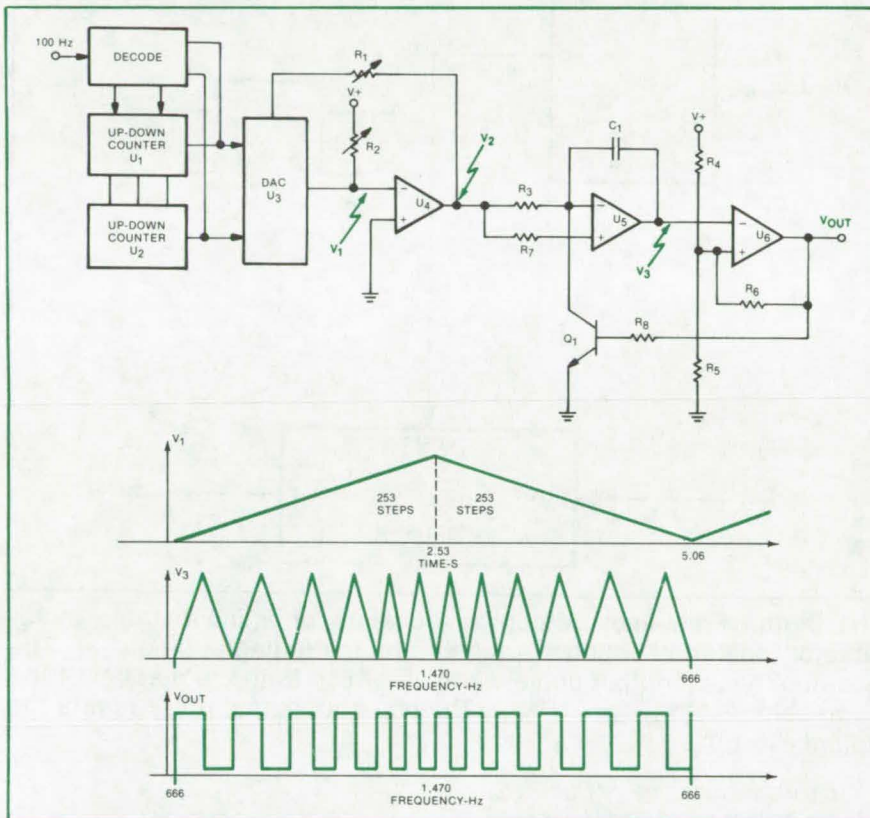 100 Hz
DECODE
UP-DOWN
COUNTER
U1
UP-DOWN
COUNTER
U2
DAC
U3
R1
V+
R2
V1
U4
V2
R3
R7
C1
U5
V3
V+
R4
U6
VOUT
R6
R8
Q1
R5
V1
253
STEPS
253
STEPS
2.53
TIME-S
5.06
V3
1,470
FREQUENCY-Hz
666
VOUT
666
1,470
FREQUENCY-Hz
666